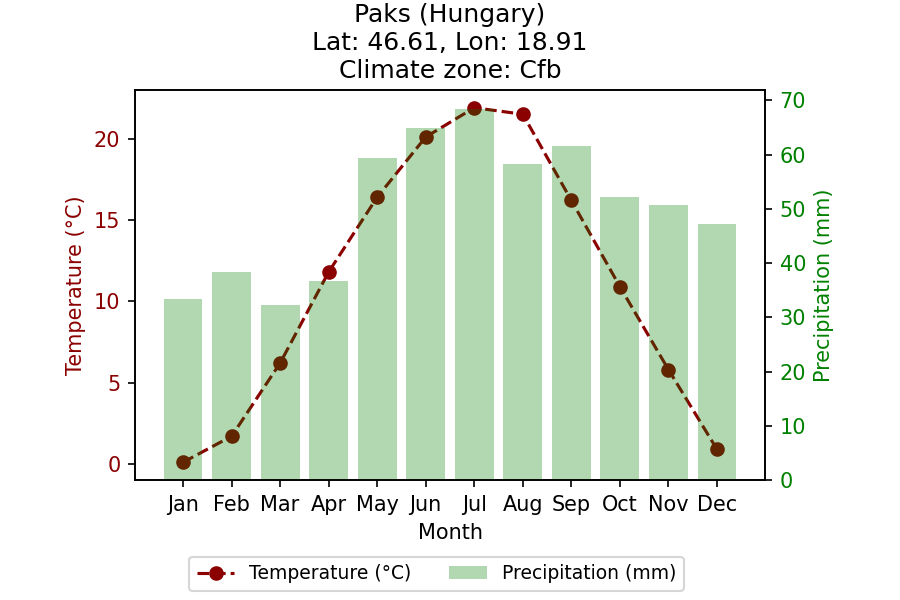 Paks (Hungary)
Lat: 46.61, Lon: 18.91
Climate zone: Cfb
Temperature (°C)
20
15
10
5
0
70
60
50
40
30
20
10
0
Precipitation (mm)
Jan Feb Mar Apr May Jun Jul Aug Sep Oct Nov Dec
Month
Temperature (°C) Precipitation (mm)